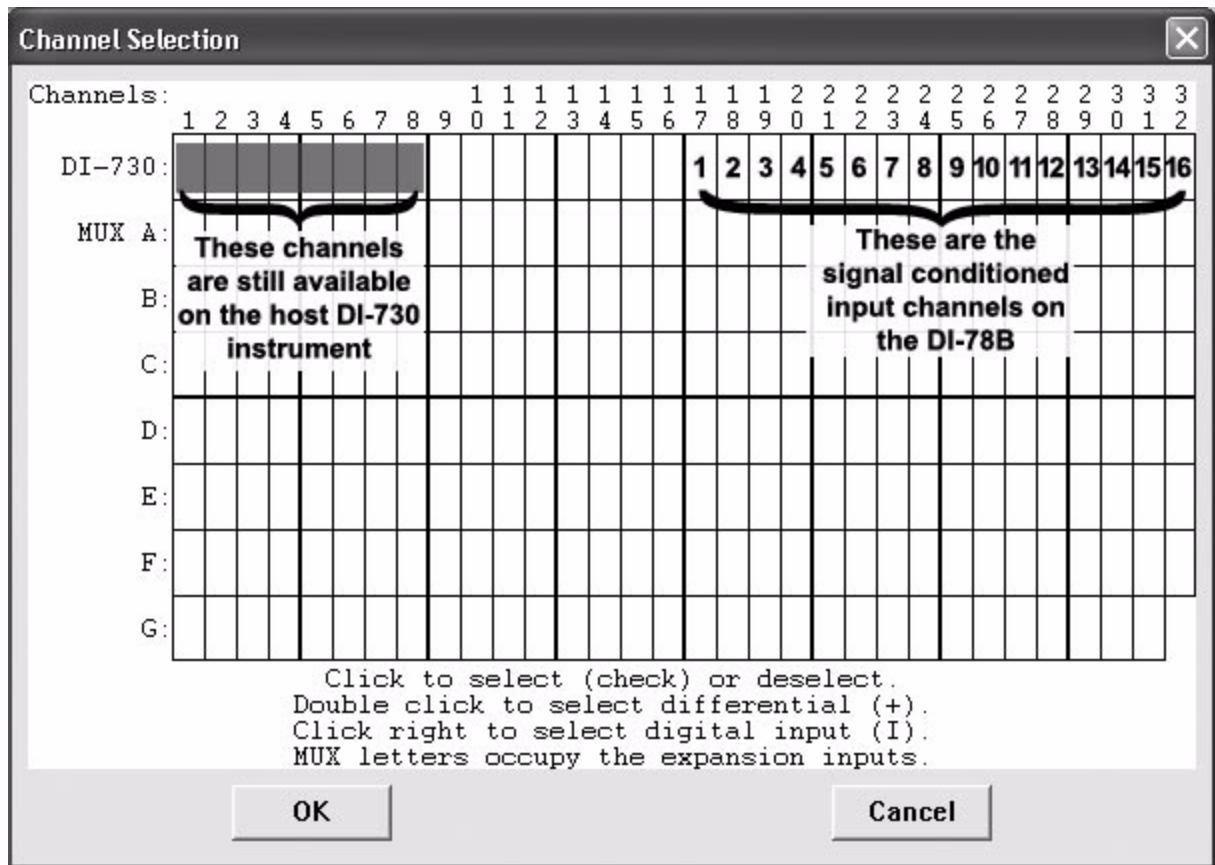 Channel Selection
Channels:
1 2 3 4 5 6 7 8 9 10 11 12 13 14 15 16 17 18 19 20 21 22 23 24 25 26 27 28 29 30 31 32
DI-730:
1 2 3 4 5 6 7 8 9 10 11 12 13 14 15 16
MUX A:
These channels
are still available
on the host DI-730
instrument
These are the
signal conditioned
input channels on
the DI-78B
B:
C:
D:
E:
F:
G:
Click to select (check) or deselect.
Double click to select differential (+).
Click right to select digital input (I).
MUX letters occupy the expansion inputs.
OK
Cancel